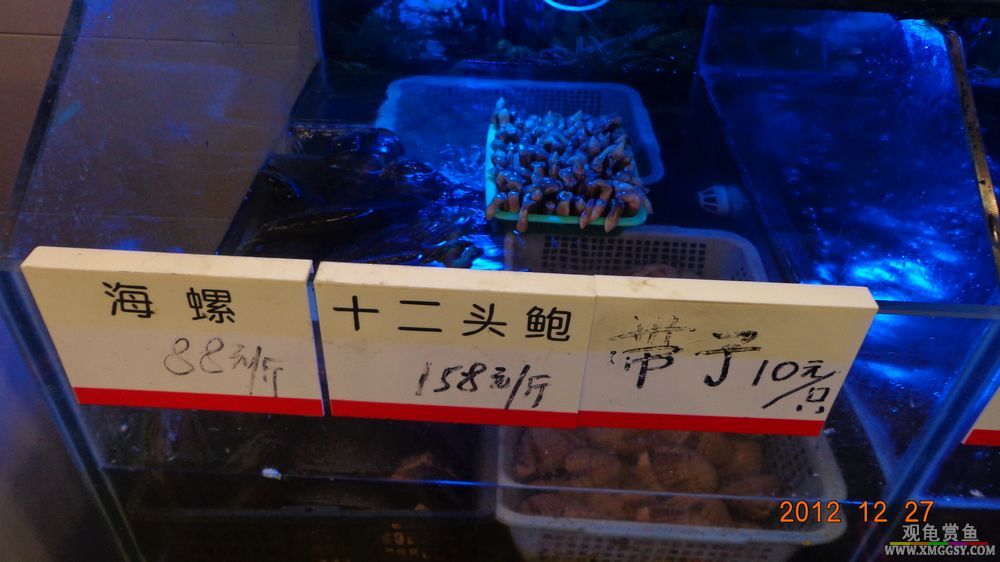 海螺
88元/斤
十二头鲍
158元/斤
带子 10元/只
2012 12 27
观龟赏鱼
WWW.XMGGSY.COM